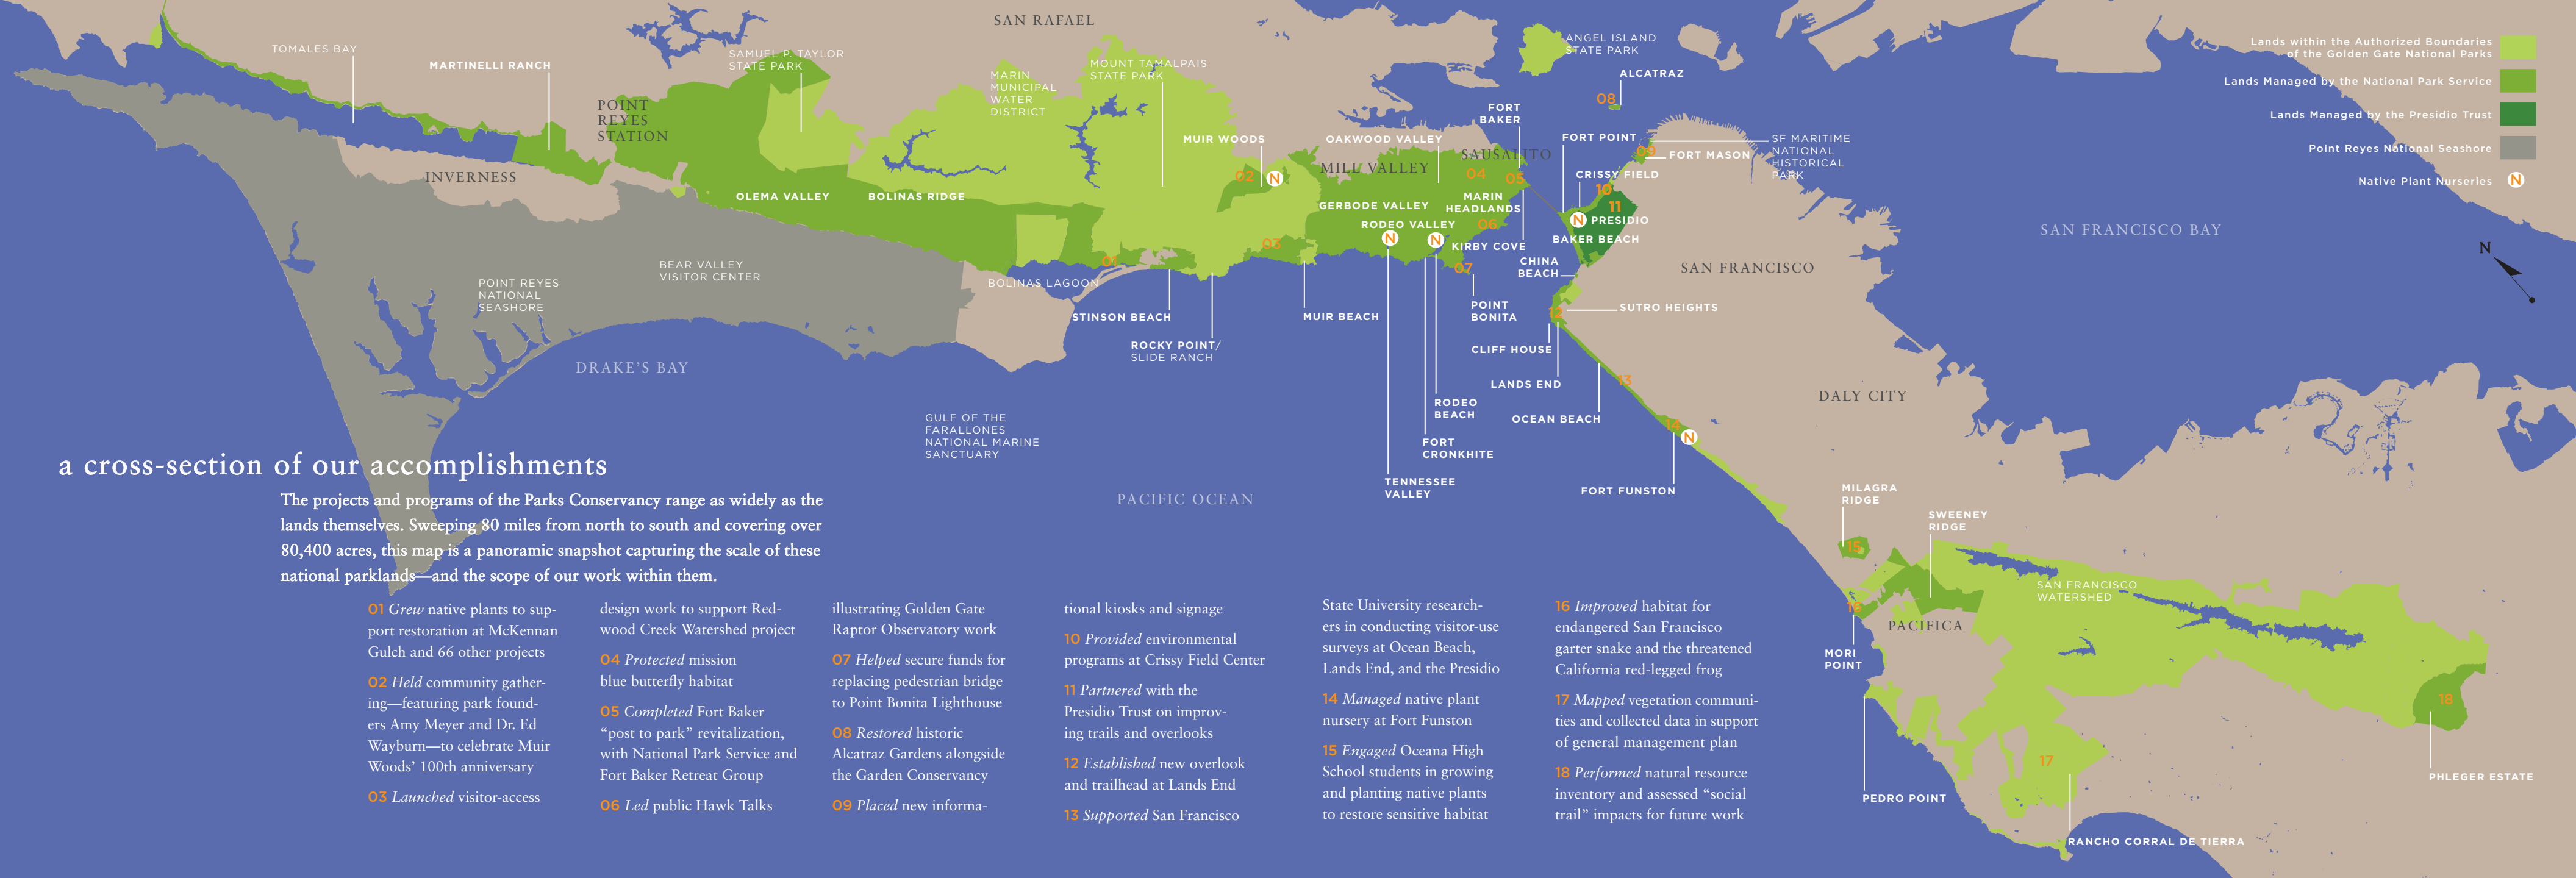 SAN RAFAEL
TOMALES BAY
MARTINELLI RANCH
SAMUEL P. TAYLOR
STATE PARK
POINT
REYES
STATION
MARIN
MUNICIPAL
WATER
DISTRICT
MOUNT TAMALPAIS
STATE PARK
ANGEL ISLAND
STATE PARK
ALCATRAZ
08
FORT
BAKER
MUIR WOODS
OAKWOOD VALLEY
FORT POINT
SF MARITIME
NATIONAL
HISTORICAL
PARK
09
FORT MASON
SAUSALITO
MILL VALLEY
INVERNESS
02
N
04
05
CRISSY FIELD
10
OLEMA VALLEY
BOLINAS RIDGE
GERBODE VALLEY
MARIN
HEADLANDS
11
N
PRESIDIO
RODEO VALLEY
06
N
N
KIRBY COVE
BAKER BEACH
03
01
07
CHINA
BEACH
SAN FRANCISCO
BEAR VALLEY
VISITOR CENTER
POINT REYES
NATIONAL
SEASHORE
BOLINAS LAGOON
STINSON BEACH
MUIR BEACH
POINT
BONITA
12
SUTRO HEIGHTS
ROCKY POINT/
SLIDE RANCH
CLIFF HOUSE
DRAKE'S BAY
LANDS END
13
RODEO
BEACH
OCEAN BEACH
DALY CITY
GULF OF THE
FARALLONES
NATIONAL MARINE
SANCTUARY
FORT
CRONKHITE
14
N
TENNESSEE
VALLEY
FORT FUNSTON
PACIFIC OCEAN
MILAGRA
RIDGE
SWEENEY
RIDGE
15
SAN FRANCISCO
WATERSHED
16
PACIFICA
MORI
POINT
18
17
PHLEGER ESTATE
PEDRO POINT
RANCHO CORRAL DE TIERRA
Lands within the Authorized Boundaries
of the Golden Gate National Parks
Lands Managed by the National Park Service
Lands Managed by the Presidio Trust
Point Reyes National Seashore
Native Plant Nurseries N
SAN FRANCISCO BAY
N
a cross-section of our accomplishments
The projects and programs of the Parks Conservancy range as widely as the
lands themselves. Sweeping 80 miles from north to south and covering over
80,400 acres, this map is a panoramic snapshot capturing the scale of these
national parklands—and the scope of our work within them.
01 Grew native plants to sup-
port restoration at McKennan
Gulch and 66 other projects
02 Held community gather-
ing—featuring park found-
ers Amy Meyer and Dr. Ed
Wayburn—to celebrate Muir
Woods' 100th anniversary
03 Launched visitor-access
design work to support Red-
wood Creek Watershed project
04 Protected mission
blue butterfly habitat
05 Completed Fort Baker
“post to park” revitalization,
with National Park Service and
Fort Baker Retreat Group
06 Led public Hawk Talks
illustrating Golden Gate
Raptor Observatory work
07 Helped secure funds for
replacing pedestrian bridge
to Point Bonita Lighthouse
08 Restored historic
Alcatraz Gardens alongside
the Garden Conservancy
09 Placed new informa-
tional kiosks and signage
10 Provided environmental
programs at Crissy Field Center
11 Partnered with the
Presidio Trust on improv-
ing trails and overlooks
12 Established new overlook
and trailhead at Lands End
13 Supported San Francisco
State University research-
ers in conducting visitor-use
surveys at Ocean Beach,
Lands End, and the Presidio
14 Managed native plant
nursery at Fort Funston
15 Engaged Oceana High
School students in growing
and planting native plants
to restore sensitive habitat
16 Improved habitat for
endangered San Francisco
garter snake and the threatened
California red-legged frog
17 Mapped vegetation communi-
ties and collected data in support
of general management plan
18 Performed natural resource
inventory and assessed “social
trail” impacts for future work